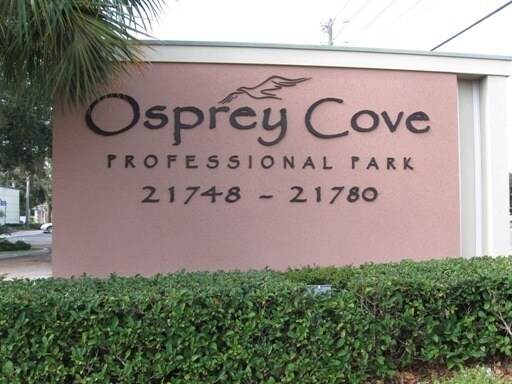 Osprey Cove
PROFESSIONAL PARK
21748 - 21780